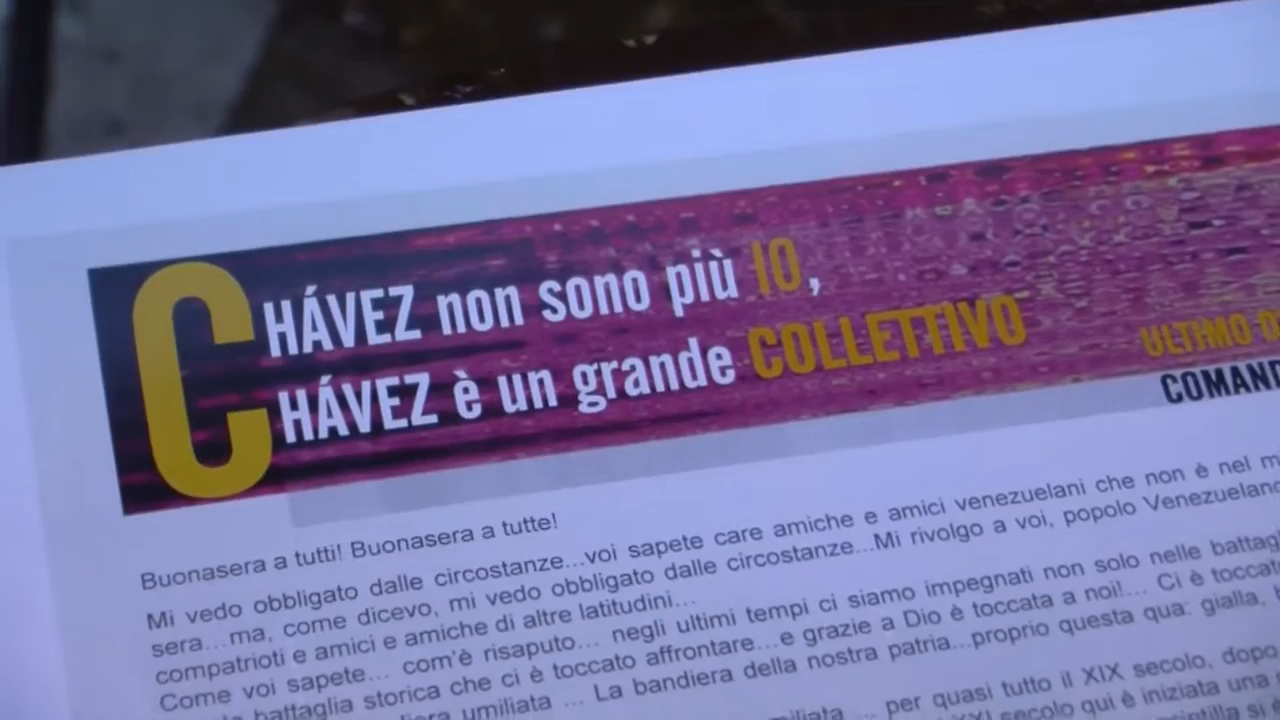 CHÁVEZ non sono più IO,
CHÁVEZ è un grande COLLETTIVO
ULTIMO
Buonasera a tutti! Buonasera a tutte!
Mi vedo obbligato dalle circostanze...voi sapete care amiche e amici venezuelani che non è nel
sera...ma, come dicevo, mi vedo obbligato dalle circostanze...Mi rivolgo a voi, popolo Venezuelano
compatrioti e amici e amiche di altre latitudini...
Come voi sapete... com'è risaputo... negli ultimi tempi ci siamo impegnati non solo nelle
battaglia storica che ci è toccato affrontare...e grazie a Dio è toccata a noi!... Ci è
umiliata ... La bandiera della nostra patria...proprio questa qua: gialla,
per quasi tutto il XIX secolo, dopo
secolo qui è iniziata una